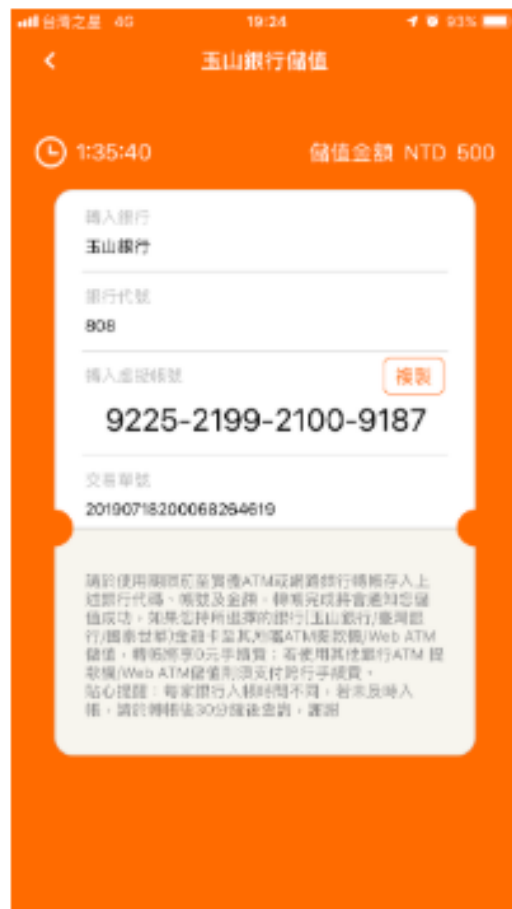 台灣之星 4G 19:24 93%
玉山銀行儲值
1:35:40 儲值金額 NTD 500
轉入銀行
玉山銀行
銀行代號
808
轉入虛擬帳號 複製
9225-2199-2100-9187
交易單號
20190718200068264619
請於使用期限前至實體ATM或網路銀行轉帳存入上
述銀行代碼、帳號及金額。轉帳完成將會通知您儲
值成功。如果您持所選擇的銀行(玉山銀行/臺灣銀
行/國泰世華)金融卡至其所屬ATM提款機/Web ATM
儲值,轉帳將享0元手續費;若使用其他銀行ATM 提
款機/Web ATM儲值則須支付跨行手續費。
貼心提醒:每家銀行入帳時間不同,若未及時入
帳,請於轉帳後30分鐘後查詢,謝謝